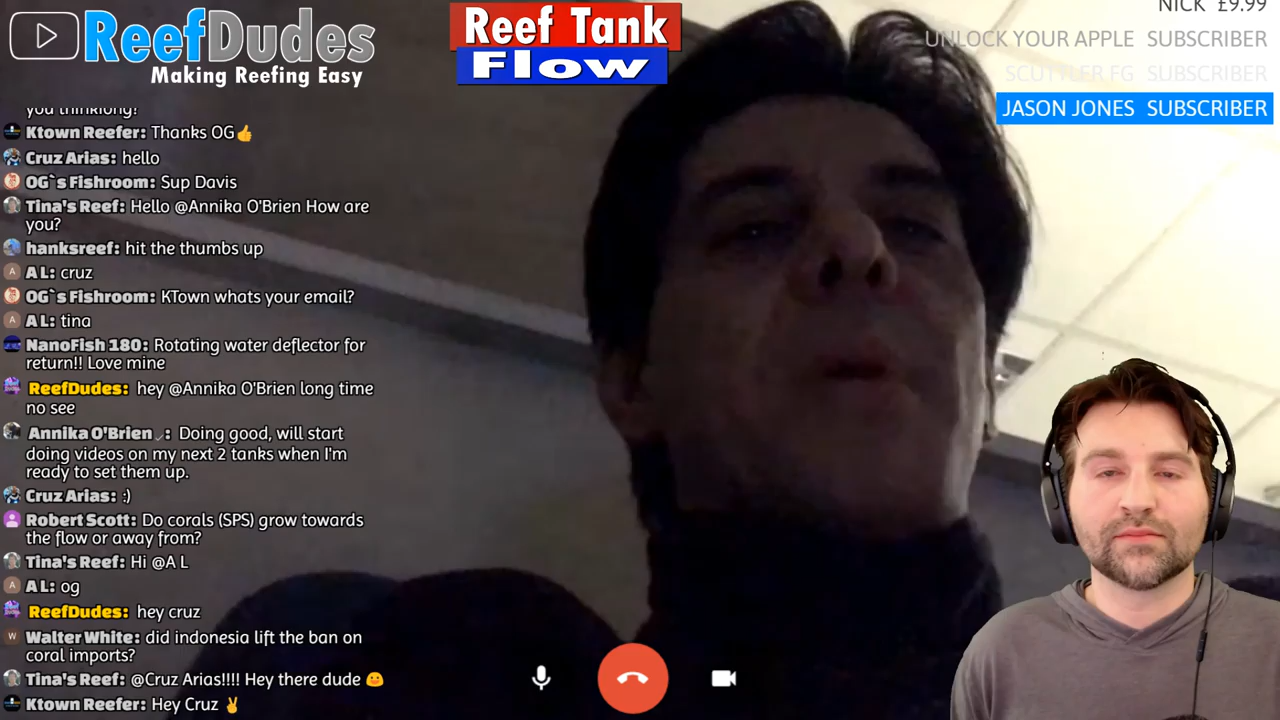 ReefDudes
Making Reefing Easy
Reef Tank
Flow
NICK £9.99
UNLOCK YOUR APPLE SUBSCRIBER
SCUTTLER FG SUBSCRIBER
JASON JONES SUBSCRIBER
you thinklong!
Ktown Reefer: Thanks OG👍
Cruz Arias: hello
OG`s Fishroom: Sup Davis
Tina's Reef: Hello @Annika O'Brien How are
you?
hanksreef: hit the thumbs up
A L: cruz
OG`s Fishroom: KTown whats your email?
A L: tina
NanoFish 180: Rotating water deflector for
return!! Love mine
ReefDudes: hey @Annika O'Brien long time
no see
Annika O'Brien ✓: Doing good, will start
doing videos on my next 2 tanks when I'm
ready to set them up.
Cruz Arias: :)
Robert Scott: Do corals (SPS) grow towards
the flow or away from?
Tina's Reef: Hi @A L
A L: og
ReefDudes: hey cruz
Walter White: did indonesia lift the ban on
coral imports?
Tina's Reef: @Cruz Arias!!!! Hey there dude 🙂
Ktown Reefer: Hey Cruz ✌